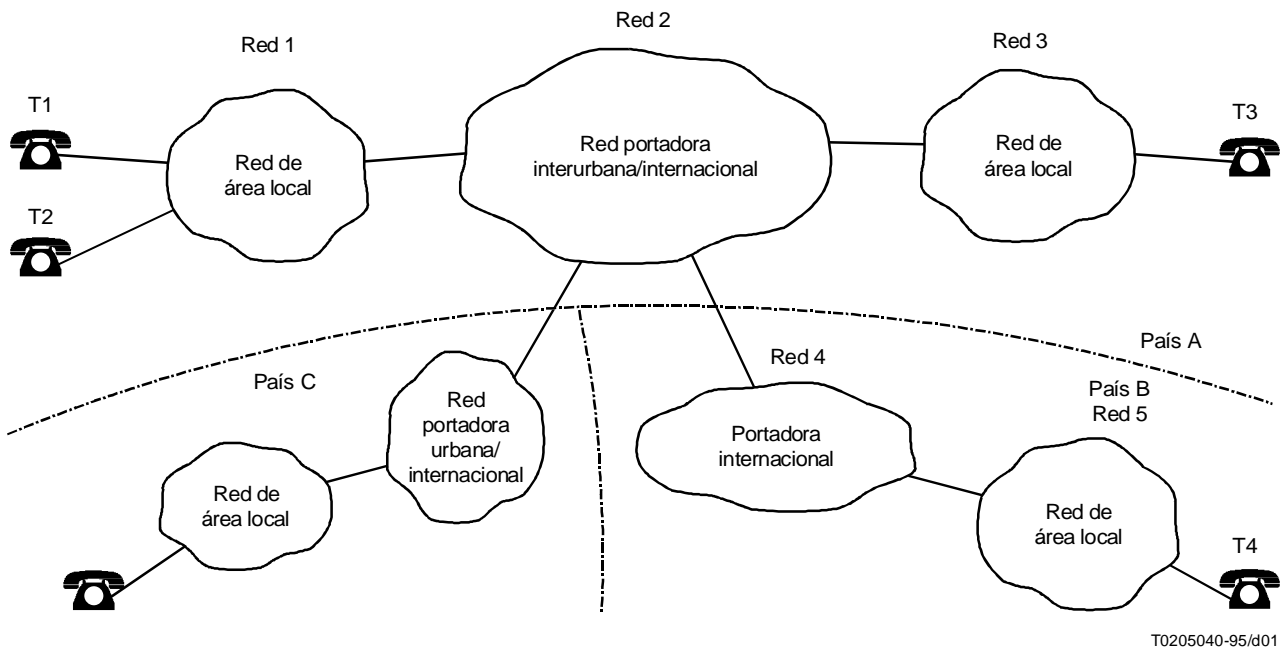 Red 1
Red 2
Red 3
T1
T2
T3
Red de
área local
Red portadora
interurbana/internacional
Red de
área local
País A
País C
Red 4
País B
Red 5
Red
portadora
urbana/
internacional
Portadora
internacional
Red de
área local
Red de
área local
T4
T0205040-95/d01